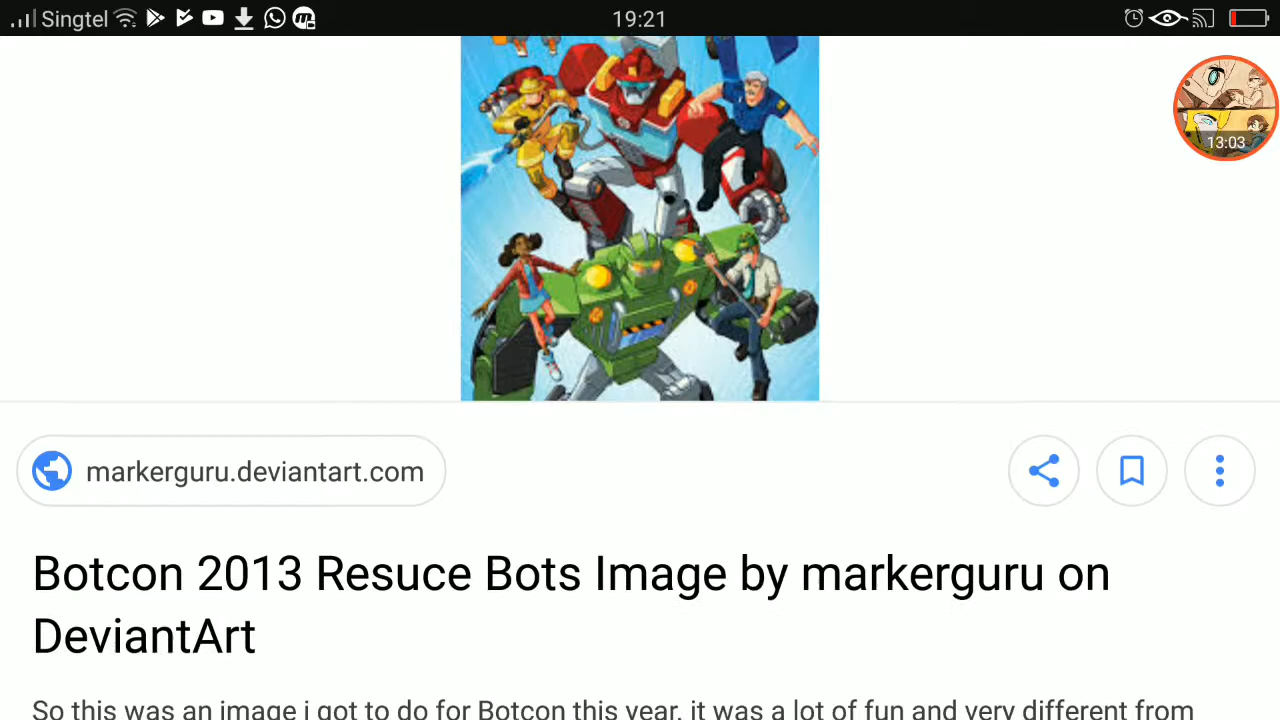 Singtel 19:21
13:03
markerguru.deviantart.com
Botcon 2013 Resuce Bots Image by markerguru on
DeviantArt
So this was an image i got to do for Botcon this year, it was a lot of fun and very different from